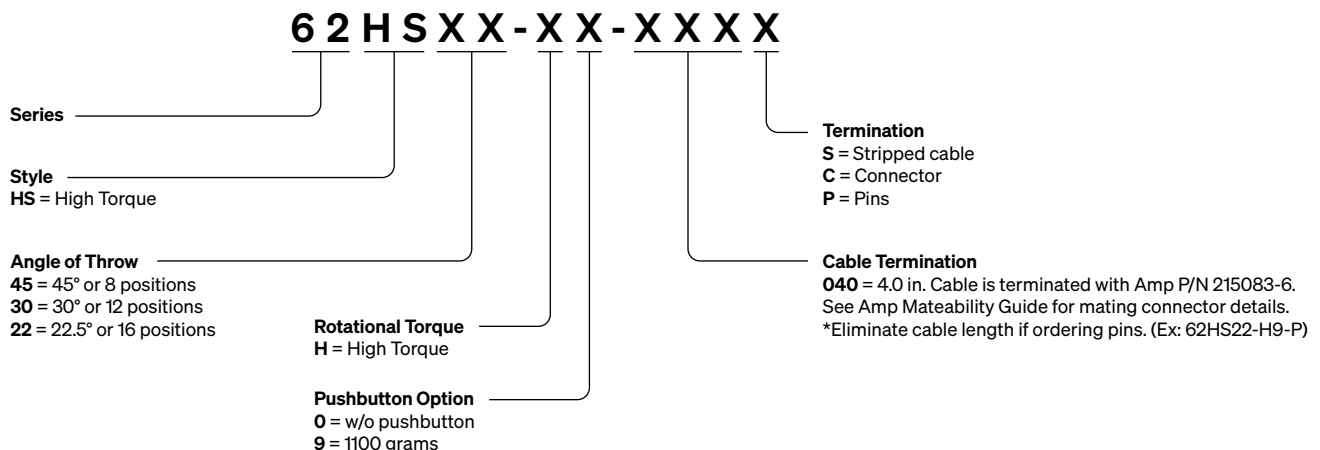 62HSXX-XX-XXXX
Series
Style
HS = High Torque
Angle of Throw
45 = 45° or 8 positions
30 = 30° or 12 positions
22 = 22.5° or 16 positions
Rotational Torque
H = High Torque
Pushbutton Option
0 = w/o pushbutton
9 = 1100 grams
Termination
S = Stripped cable
C = Connector
P = Pins
Cable Termination
040 = 4.0 in. Cable is terminated with Amp P/N 215083-6.
See Amp Mateability Guide for mating connector details.
*Eliminate cable length if ordering pins. (Ex: 62HS22-H9-P)